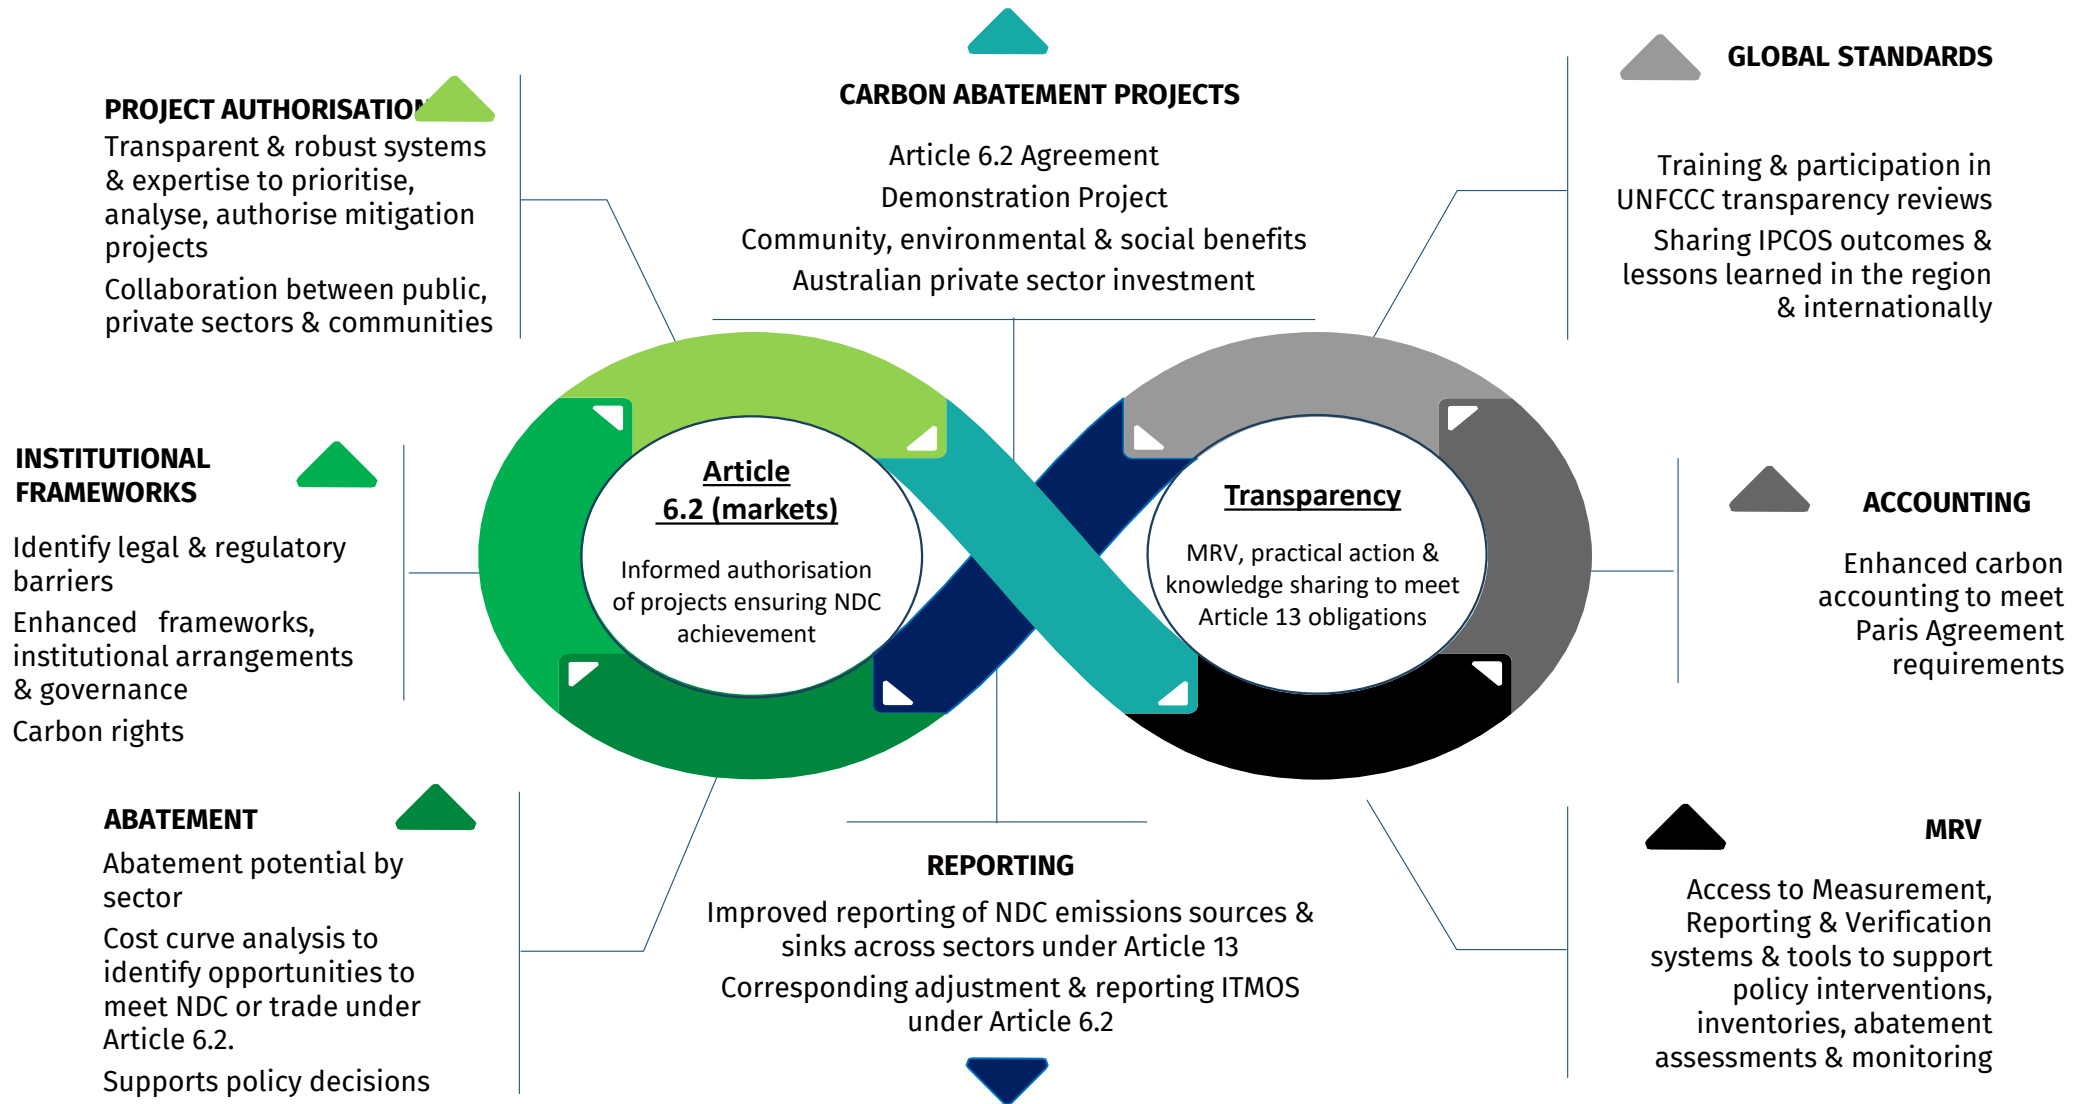 PROJECT AUTHORISATION
Transparent & robust systems
& expertise to prioritise,
analyse, authorise mitigation
projects
Collaboration between public,
private sectors & communities
CARBON ABATEMENT PROJECTS
Article 6.2 Agreement
Demonstration Project
Community, environmental & social benefits
Australian private sector investment
GLOBAL STANDARDS
Training & participation in
UNFCCC transparency reviews
Sharing IPCOS outcomes &
lessons learned in the region
& internationally
INSTITUTIONAL
FRAMEWORKS
Identify legal & regulatory
barriers
Enhanced frameworks,
institutional arrangements
& governance
Carbon rights
Article
6.2 (markets)
Informed authorisation
of projects ensuring NDC
achievement
Transparency
MRV, practical action &
knowledge sharing to meet
Article 13 obligations
ACCOUNTING
Enhanced carbon
accounting to meet
Paris Agreement
requirements
ABATEMENT
Abatement potential by
sector
Cost curve analysis to
identify opportunities to
meet NDC or trade under
Article 6.2.
Supports policy decisions
REPORTING
Improved reporting of NDC emissions sources &
sinks across sectors under Article 13
Corresponding adjustment & reporting ITMOS
under Article 6.2
MRV
Access to Measurement,
Reporting & Verification
systems & tools to support
policy interventions,
inventories, abatement
assessments & monitoring